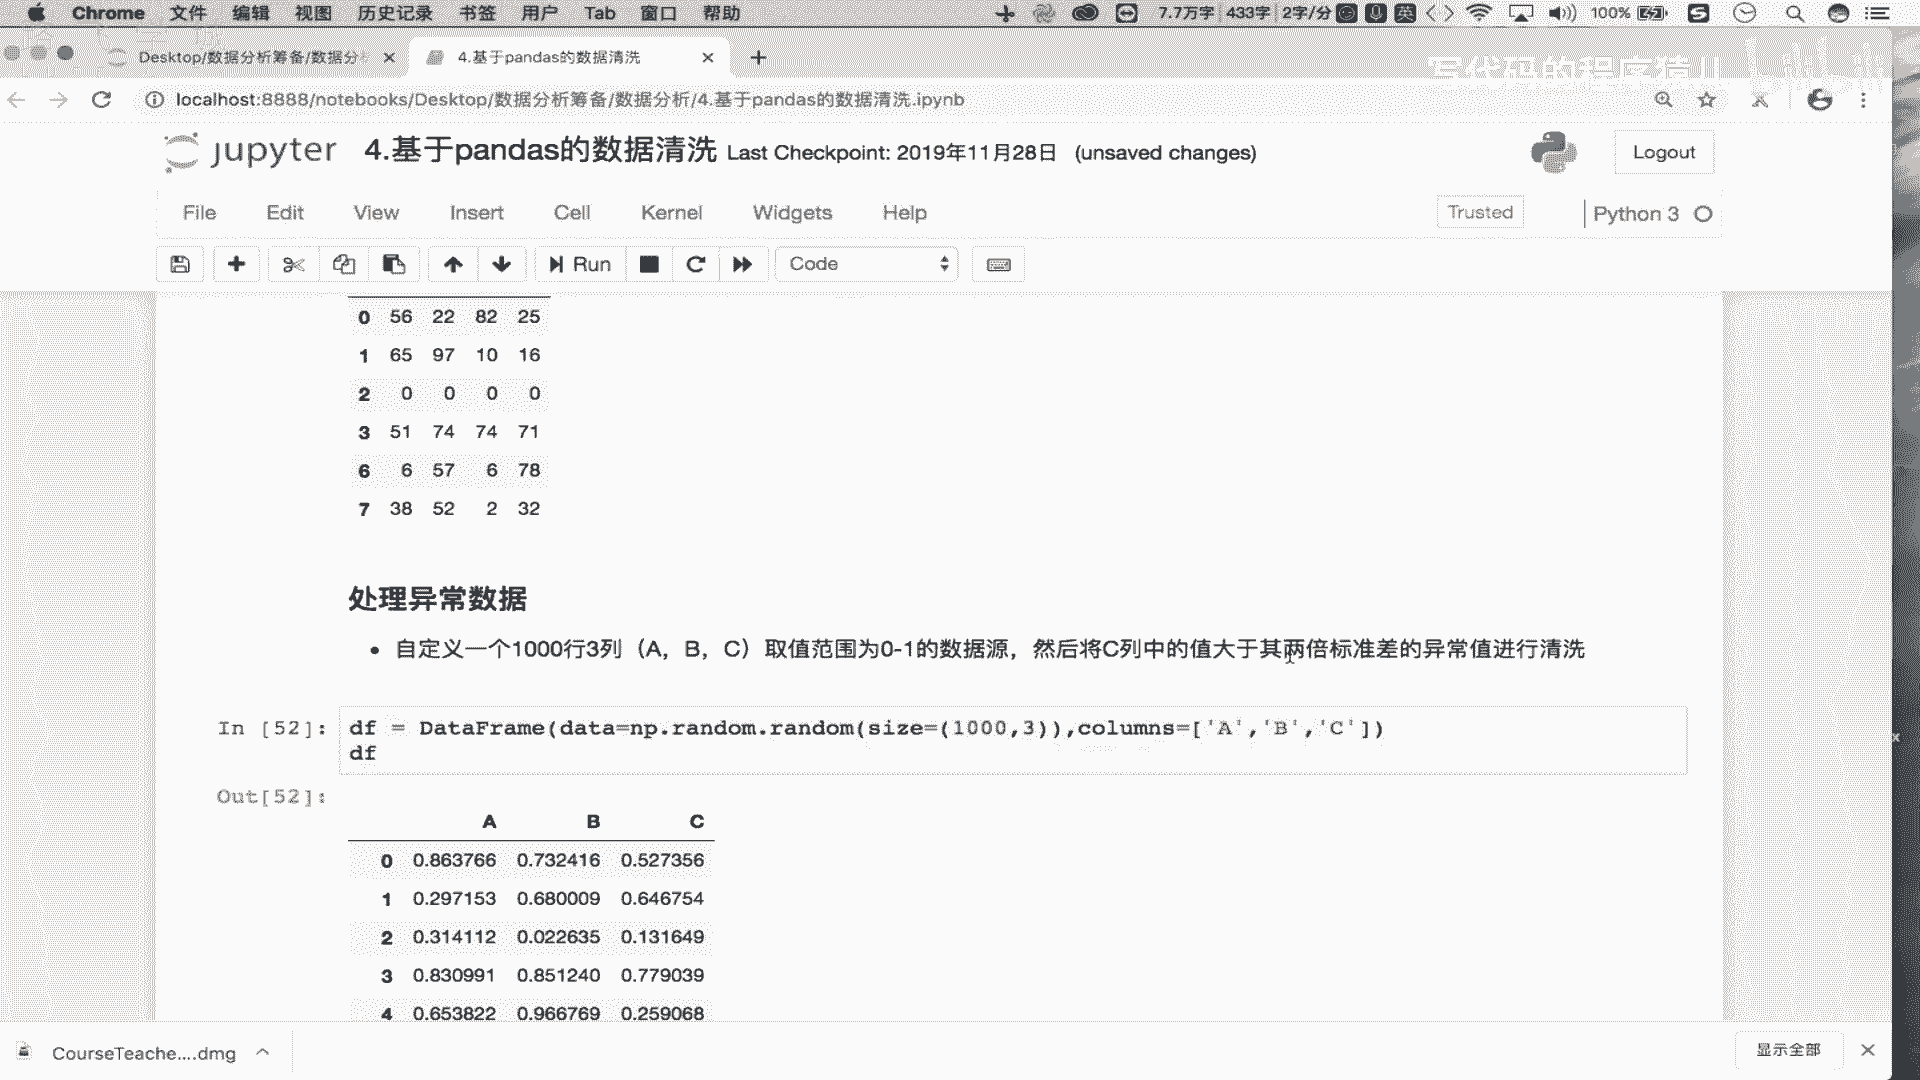 Chrome 文件 编辑 视图 历史记录 书签 用户 Tab 窗口 帮助 7.7万字 433字 2字/分 英 100%
Desktop/数据分析筹备/数据分 4.基于pandas的数据清洗
写代码的程序猿儿
localhost:8888/notebooks/Desktop/数据分析筹备/数据分析/4.基于pandas的数据清洗.ipynb
jupyter 4.基于pandas的数据清洗 Last Checkpoint: 2019年11月28日 (unsaved changes) Logout
File Edit View Insert Cell Kernel Widgets Help Trusted Python 3
Run Code
0 56 22 82 25
1 65 97 10 16
2 0 0 0 0
3 51 74 74 71
6 6 57 6 78
7 38 52 2 32
处理异常数据
• 自定义一个1000行3列（A，B，C）取值范围为0-1的数据源，然后将C列中的值大于其两倍标准差的异常值进行清洗
In [52]: df = DataFrame(data=np.random.random(size=(1000,3)),columns=['A','B','C'])
df
Out[52]:
A B C
0 0.863766 0.732416 0.527356
1 0.297153 0.680009 0.646754
2 0.314112 0.022635 0.131649
3 0.830991 0.851240 0.779039
4 0.653822 0.966769 0.259068
CourseTeache....dmg 显示全部